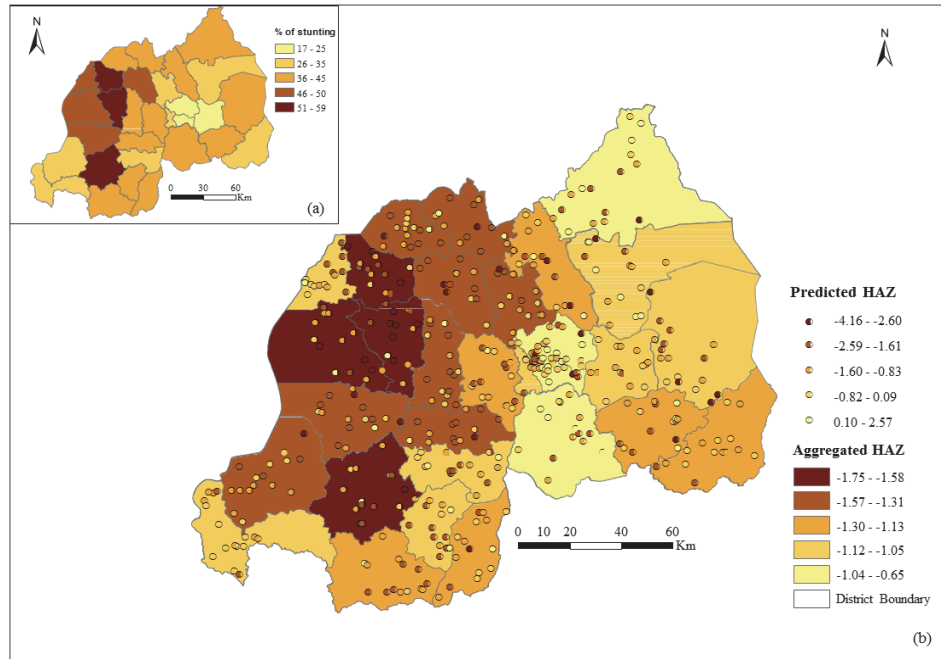 N
% of stunting
17 - 25
26 - 35
36 - 45
46 - 50
51 - 59
0 30 60
Km
(a)
N
Predicted HAZ
-4.16 - -2.60
-2.59 - -1.61
-1.60 - -0.83
-0.82 - 0.09
0.10 - 2.57
Aggregated HAZ
-1.75 - -1.58
-1.57 - -1.31
-1.30 - -1.13
-1.12 - -1.05
-1.04 - -0.65
District Boundary
0 10 20 40 60
Km
(b)